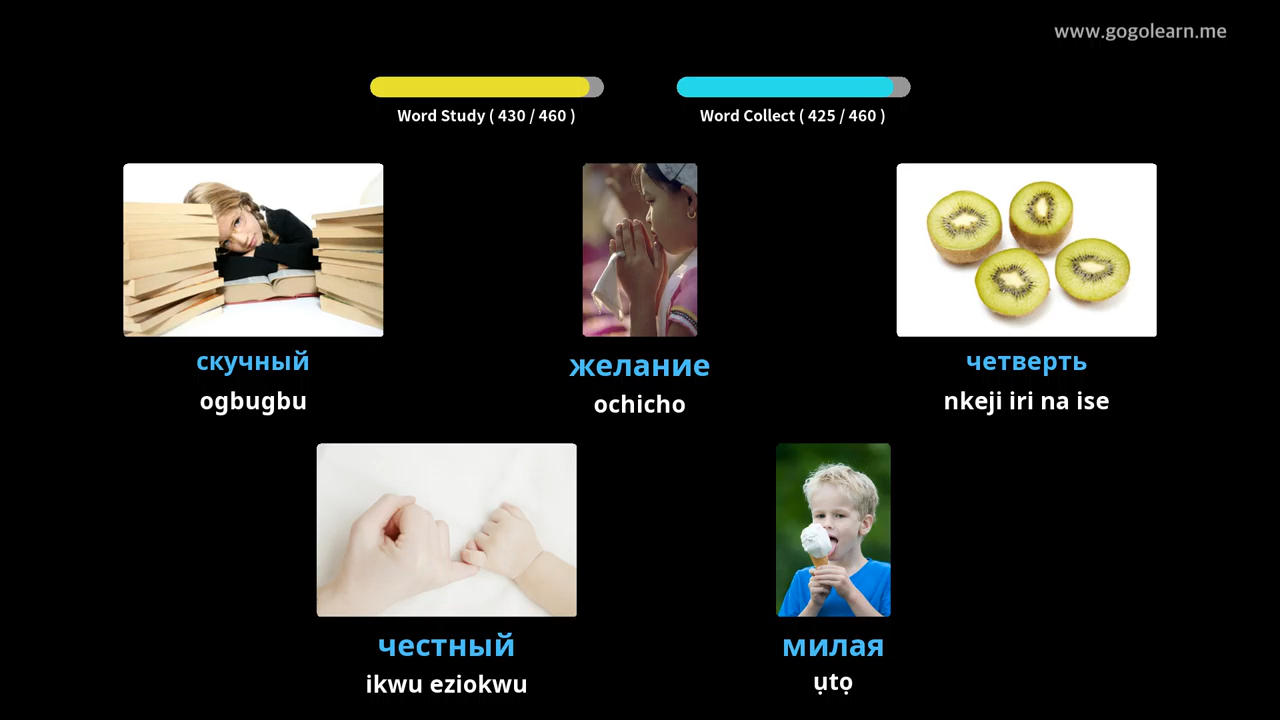 www.gogolearn.me
Word Study ( 430 / 460 )
Word Collect ( 425 / 460 )
скучный
ogbugbu
желание
ochicho
четверть
nkeji iri na ise
честный
ikwu eziokwu
милая
ụtọ